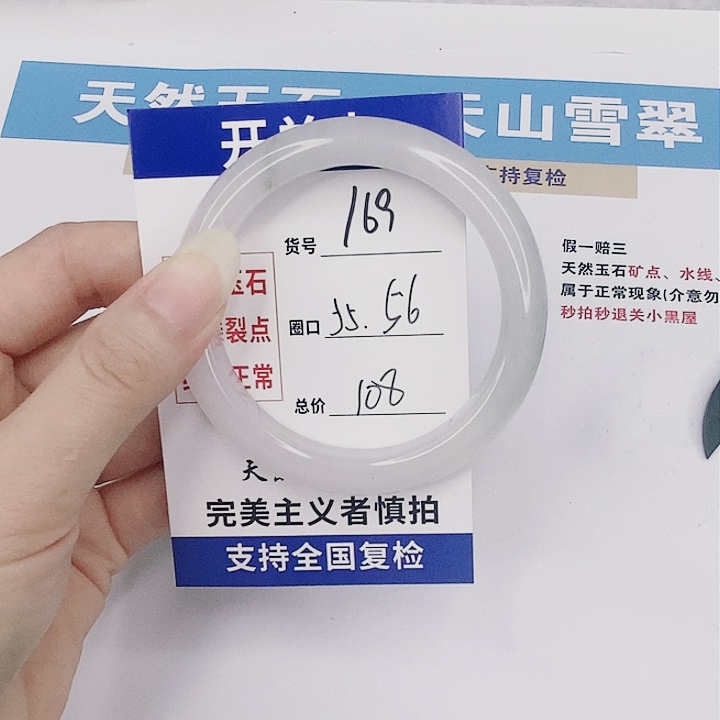 天然玉石 天山雪翠
支持复检
货号 169
玉石
裂点
正常
圈口 55.56
总价 108
天
完美主义者慎拍
支持全国复检
假一赔三
天然玉石矿点、水线、
属于正常现象(介意勿
秒拍秒退关小黑屋